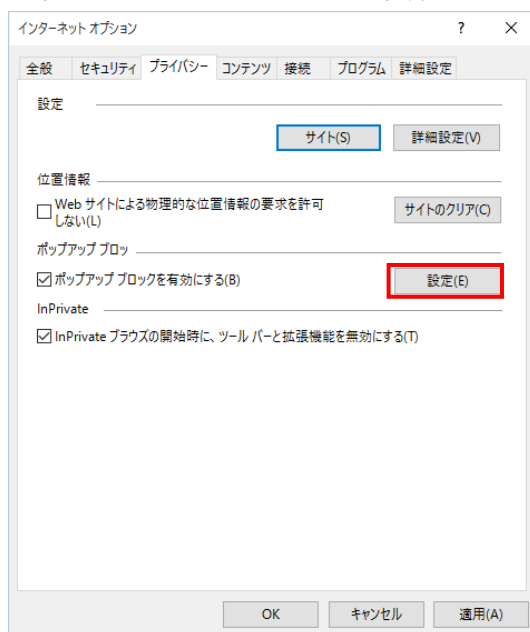 インターネット オプション ? ×
全般 セキュリティ プライバシー コンテンツ 接続 プログラム 詳細設定
設定
サイト(S) 詳細設定(V)
位置情報
Web サイトによる物理的な位置情報の要求を許可
しない(L)
サイトのクリア(C)
ポップアップ ブロッ
ポップアップ ブロックを有効にする(B) 設定(E)
InPrivate
InPrivate ブラウズの開始時に、ツール バーと拡張機能を無効にする(T)
OK キャンセル 適用(A)